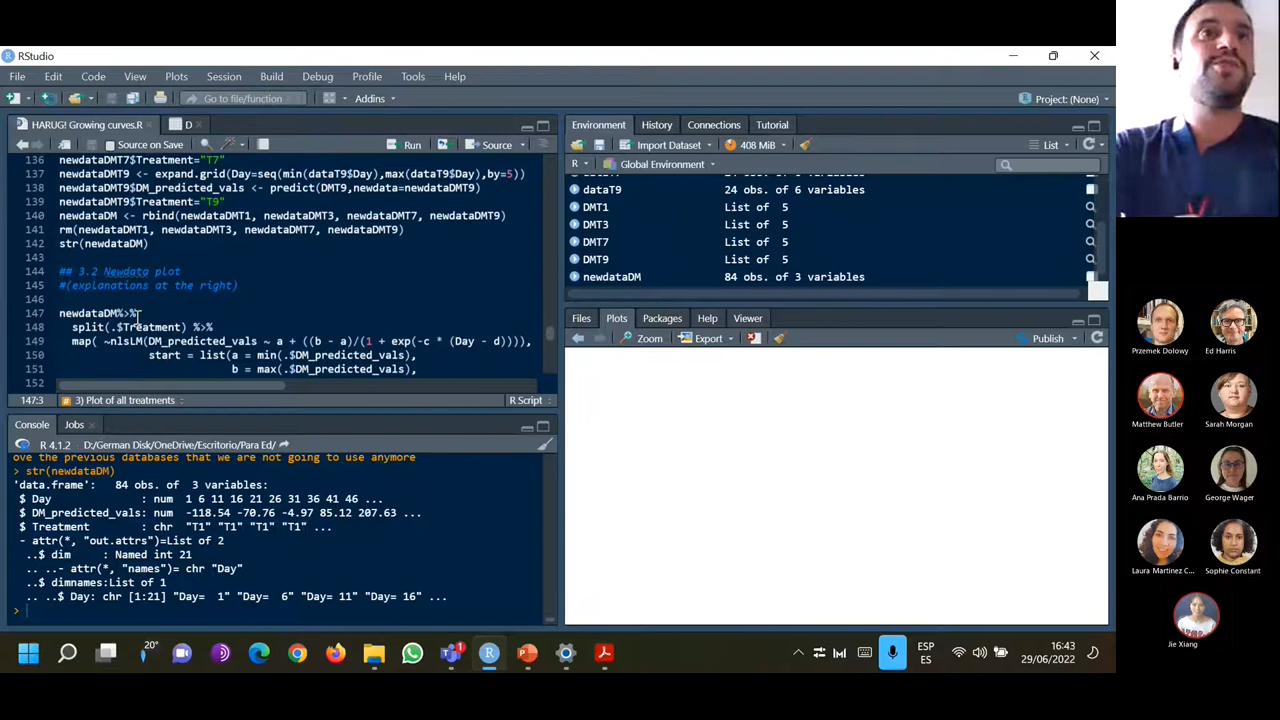 RStudio
File Edit Code View Plots Session Build Debug Profile Tools Help
Go to file/function Addins Project: (None)
HARUG! Growing curves.R D
Source on Save Run Source
136 newdataDMT7$Treatment="T7"
137 newdataDMT9 <- expand.grid(Day=seq(min(dataT9$Day),max(dataT9$Day),by=5))
138 newdataDMT9$DM_predicted_vals <- predict(DMT9,newdata=newdataDMT9)
139 newdataDMT9$Treatment="T9"
140 newdataDM <- rbind(newdataDMT1, newdataDMT3, newdataDMT7, newdataDMT9)
141 rm(newdataDMT1, newdataDMT3, newdataDMT7, newdataDMT9)
142 str(newdataDM)
143
144 ## 3.2 Newdata plot
145 #(explanations at the right)
146
147 newdataDM%>%
148 split(.$Treatment) %>%
149 map( ~nlsLM(DM_predicted_vals ~ a + ((b - a)/(1 + exp(-c * (Day - d)))),
150 start = list(a = min(.$DM_predicted_vals),
151 b = max(.$DM_predicted_vals),
152
147:3 3) Plot of all treatments R Script
Console Jobs
R 4.1.2 D:/German Disk/OneDrive/Escritorio/Para Ed/
ove the previous databases that we are not going to use anymore
> str(newdataDM)
'data.frame': 84 obs. of 3 variables:
$ Day : num 1 6 11 16 21 26 31 36 41 46 ...
$ DM_predicted_vals: num -118.54 -70.76 -4.97 85.12 207.63 ...
$ Treatment : chr "T1" "T1" "T1" "T1" ...
- attr(*, "out.attrs")=List of 2
..$ dim : Named int 21
.. ..- attr(*, "names")= chr "Day"
..$ dimnames:List of 1
.. ..$ Day: chr [1:21] "Day= 1" "Day= 6" "Day= 11" "Day= 16" ...
>
Environment History Connections Tutorial
Import Dataset 408 MiB List
R Global Environment
dataT9 24 obs. of 6 variables
DMT1 List of 5
DMT3 List of 5
DMT7 List of 5
DMT9 List of 5
newdataDM 84 obs. of 3 variables
Files Plots Packages Help Viewer
Zoom Export Publish
20°
ESP
ES
16:43
29/06/2022
Przemek Dolowy Ed Harris
Matthew Butler Sarah Morgan
Ana Prada Barrio George Wager
Laura Martinez C... Sophie Constant
Jie Xiang